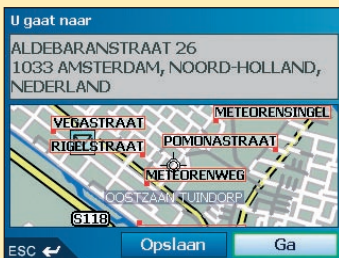 U gaat naar
ALDEBARANSTRAAT 26
1033 AMSTERDAM, NOORD-HOLLAND,
NEDERLAND
METEORENSINGEL
VEGASTRAAT
RIGELSTRAAT
POMONASTRAAT
METEORENWEG
OOSTZAAN TUINDORP
S118
ESC
Opslaan
Ga